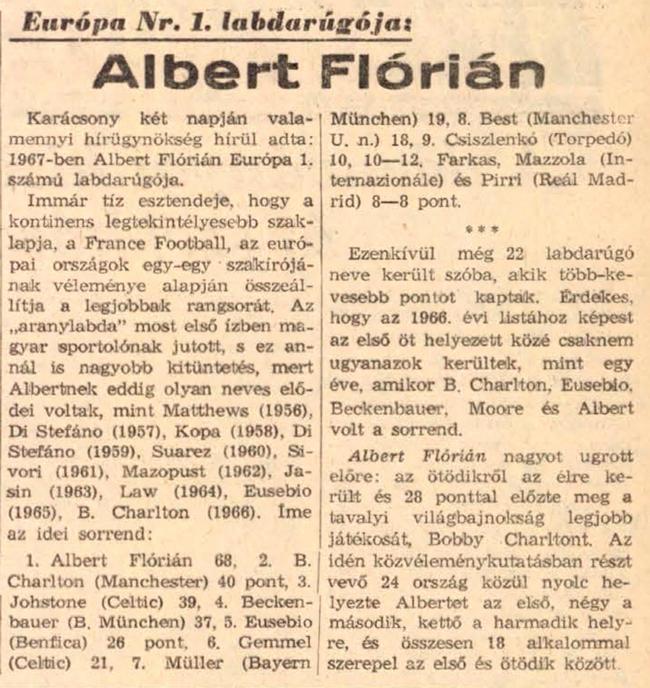 Európa Nr. 1. labdarúgója:
Albert Flórián
Karácsony két napján vala-
mennyi hírügynökség hírül adta:
1967-ben Albert Flórián Európa 1.
számú labdarúgója.
Immár tíz esztendeje, hogy a
kontinens legtekintélyesebb szak-
lapja, a France Football, az euró-
pai országok egy-egy szakírójá-
nak véleménye alapján összeál-
lítja a legjobbak rangsorát. Az
„aranylabda” most első ízben ma-
gyar sportolónak jutott, s ez an-
nál is nagyobb kitüntetés, mert
Albertnek eddig olyan neves elő-
dei voltak, mint Matthews (1956),
Di Stefáno (1957), Kopa (1958), Di
Stefáno (1959), Suarez (1960), Si-
vori (1961), Mazopust (1962), Ja-
sin (1963), Law (1964), Eusebio
(1965), B. Charlton (1966). Íme
az idei sorrend:
1. Albert Flórián 68, 2. B.
Charlton (Manchester) 40 pont, 3.
Johstone (Celtic) 39, 4. Becken-
bauer (B. München) 37, 5. Eusebio
(Benfica) 26 pont, 6. Gemmel
(Celtic) 21, 7. Müller (Bayern
München) 19, 8. Best (Manchester
U. n.) 18, 9. Csiszlenkó (Torpedó)
10, 10—12, Farkas, Mazzola (In-
ternazionále) és Pirri (Reál Mad-
rid) 8—8 pont.
***
Ezenkívül még 22 labdarúgó
neve került szóba, akik több-ke-
vesebb pontot kaptak. Érdekes,
hogy az 1966. évi listához képest
az első öt helyezett közé csaknem
ugyanazok kerültek, mint egy
éve, amikor B. Charlton, Eusebio,
Beckenbauer, Moore és Albert
volt a sorrend.
Albert Flórián nagyot ugrott
előre: az ötödikről az élre ke-
rült és 28 ponttal előzte meg a
tavalyi világbajnokság legjobb
játékosát, Bobby Charltont. Az
idén közvéleménykutatásban részt
vevő 24 ország közül nyolc he-
lyezte Albertet az első, négy a
második, kettő a harmadik hely-
re, és összesen 18 alkalommal
szerepel az első és ötödik között.